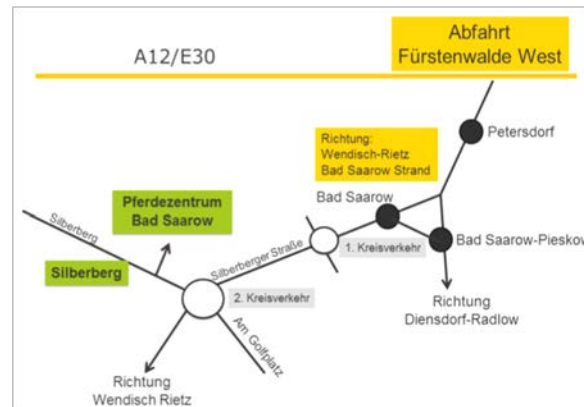 A12/E30
Abfahrt
Fürstenwalde West
Petersdorf
Richtung:
Wendisch-Rietz
Bad Saarow Strand
Bad Saarow
Bad Saarow-Pieskow
Pferdezentrum
Bad Saarow
Silberberg
Silberberg
Silberberger Straße
1. Kreisverkehr
2. Kreisverkehr
Am Golfplatz
Richtung
Diensdorf-Radlow
Richtung
Wendisch Rietz